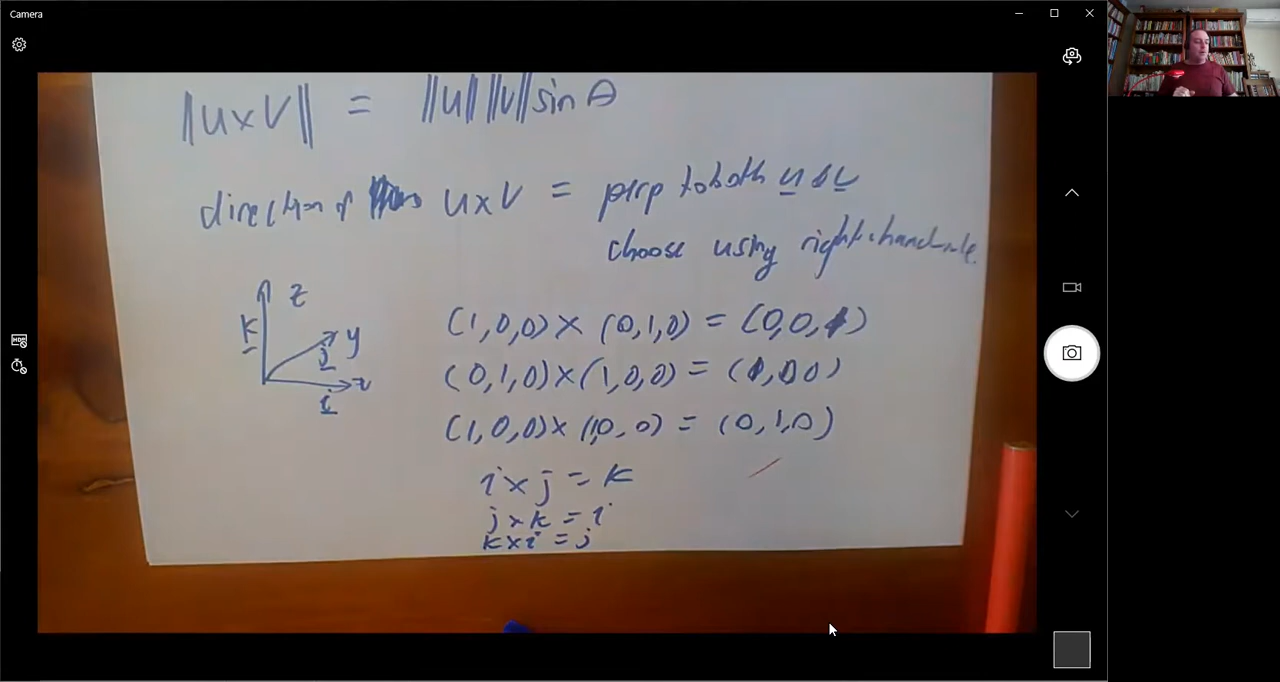 Camera
||u×v|| = ||u|| ||v|| sin θ
direction of u×v = perp to both u & v
choose using right-hand-rule.
z
k
y
j
x
i
(1,0,0)×(0,1,0) = (0,0,1)
(0,1,0)×(1,0,0) = (1,0,0)
(1,0,0)×(1,0,0) = (0,1,0)
i×j = k
j×k = i
k×i = j